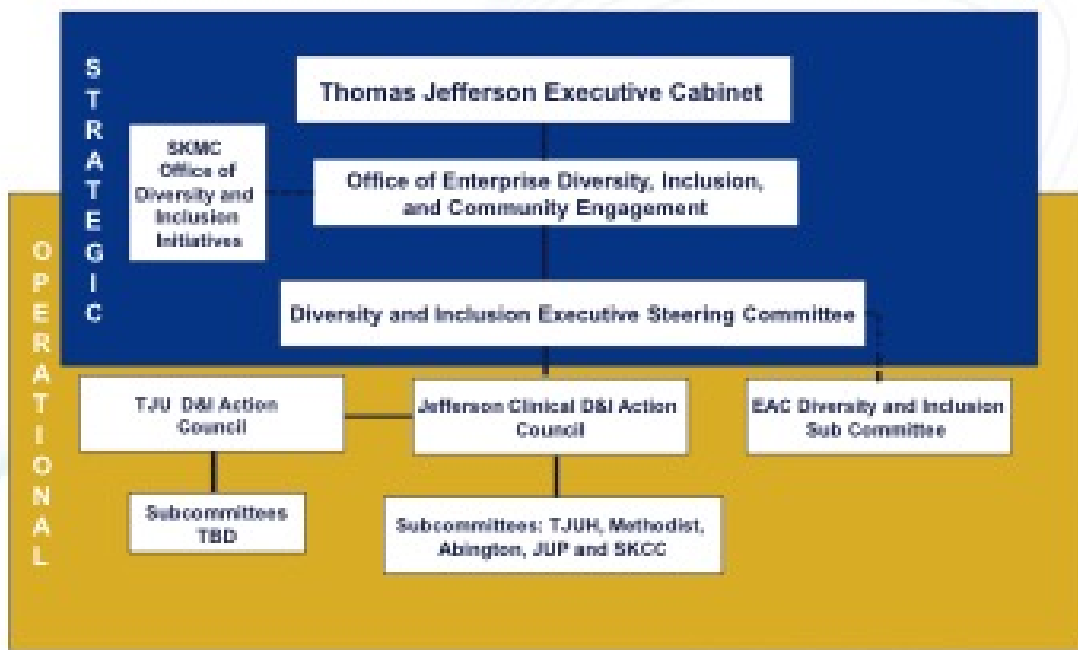 STRATEGIC
Thomas Jefferson Executive Cabinet
SKMC
Office of
Diversity and
Inclusion
Initiatives
Office of Enterprise Diversity, Inclusion,
and Community Engagement
Diversity and Inclusion Executive Steering Committee
OPERATIONAL
TJU D&I Action
Council
Jefferson Clinical D&I Action
Council
EAC Diversity and Inclusion
Sub Committee
Subcommittees
TBD
Subcommittees: TJUH, Methodist,
Abington, JUP and SKCC